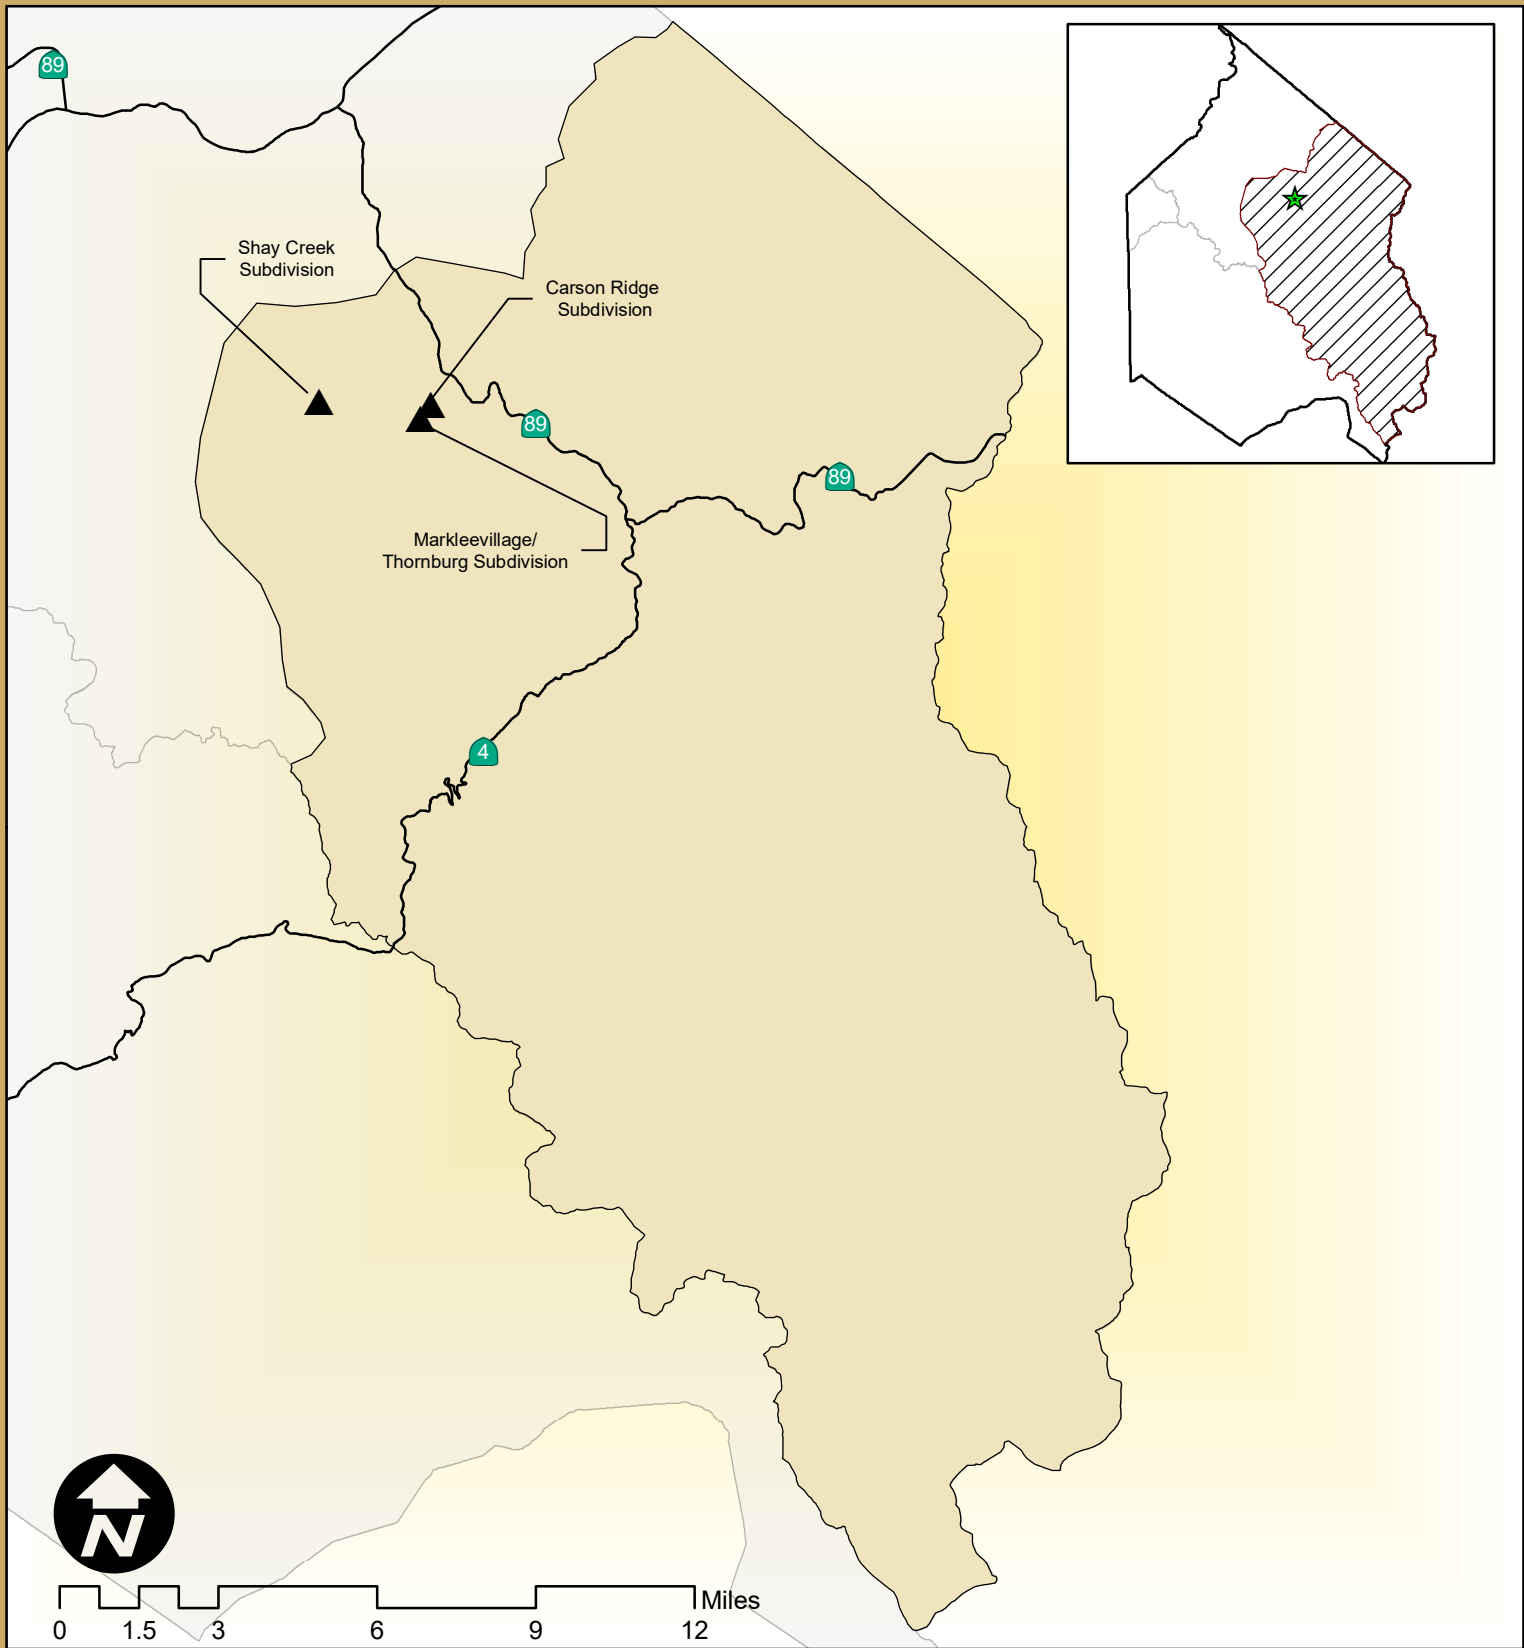 89
Shay Creek
Subdivision
Carson Ridge
Subdivision
89
89
Markleevillage/
Thornburg Subdivision
4
N
Miles
0 1.5 3 6 9 12